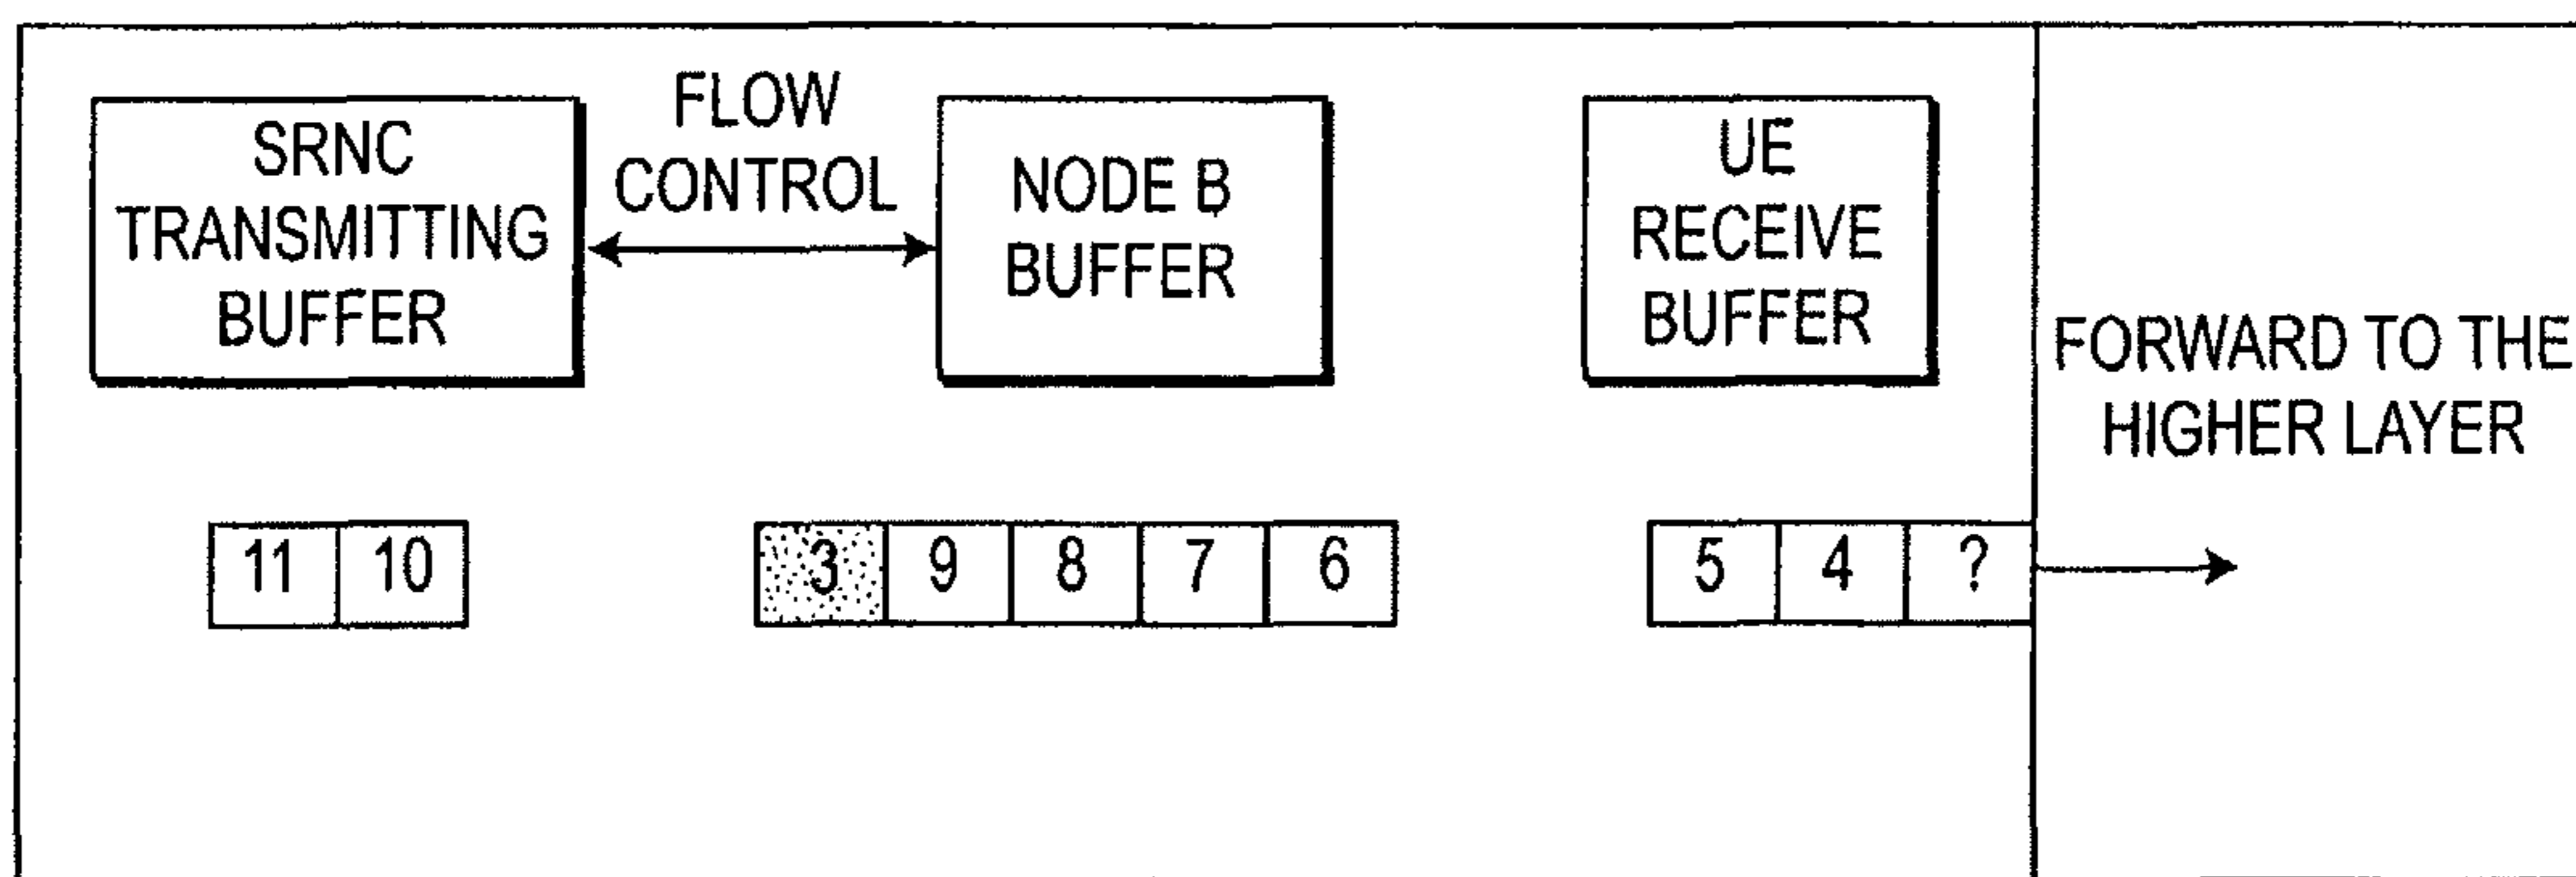 SRNC
TRANSMITTING
BUFFER
FLOW
CONTROL
NODE B
BUFFER
UE
RECEIVE
BUFFER
FORWARD TO THE
HIGHER LAYER
11 10
3 9 8 7 6
5 4 ?